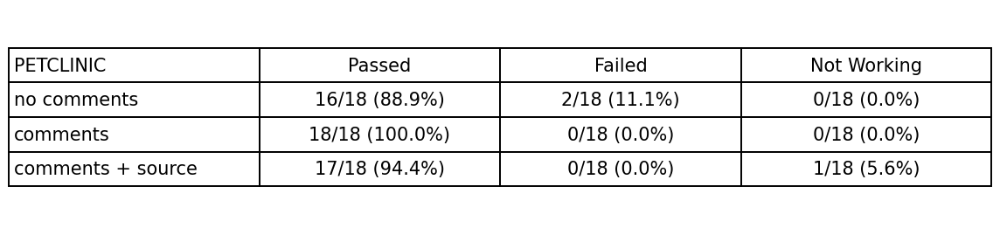 PETCLINIC Passed Failed Not Working
no comments 16/18 (88.9%) 2/18 (11.1%) 0/18 (0.0%)
comments 18/18 (100.0%) 0/18 (0.0%) 0/18 (0.0%)
comments + source 17/18 (94.4%) 0/18 (0.0%) 1/18 (5.6%)